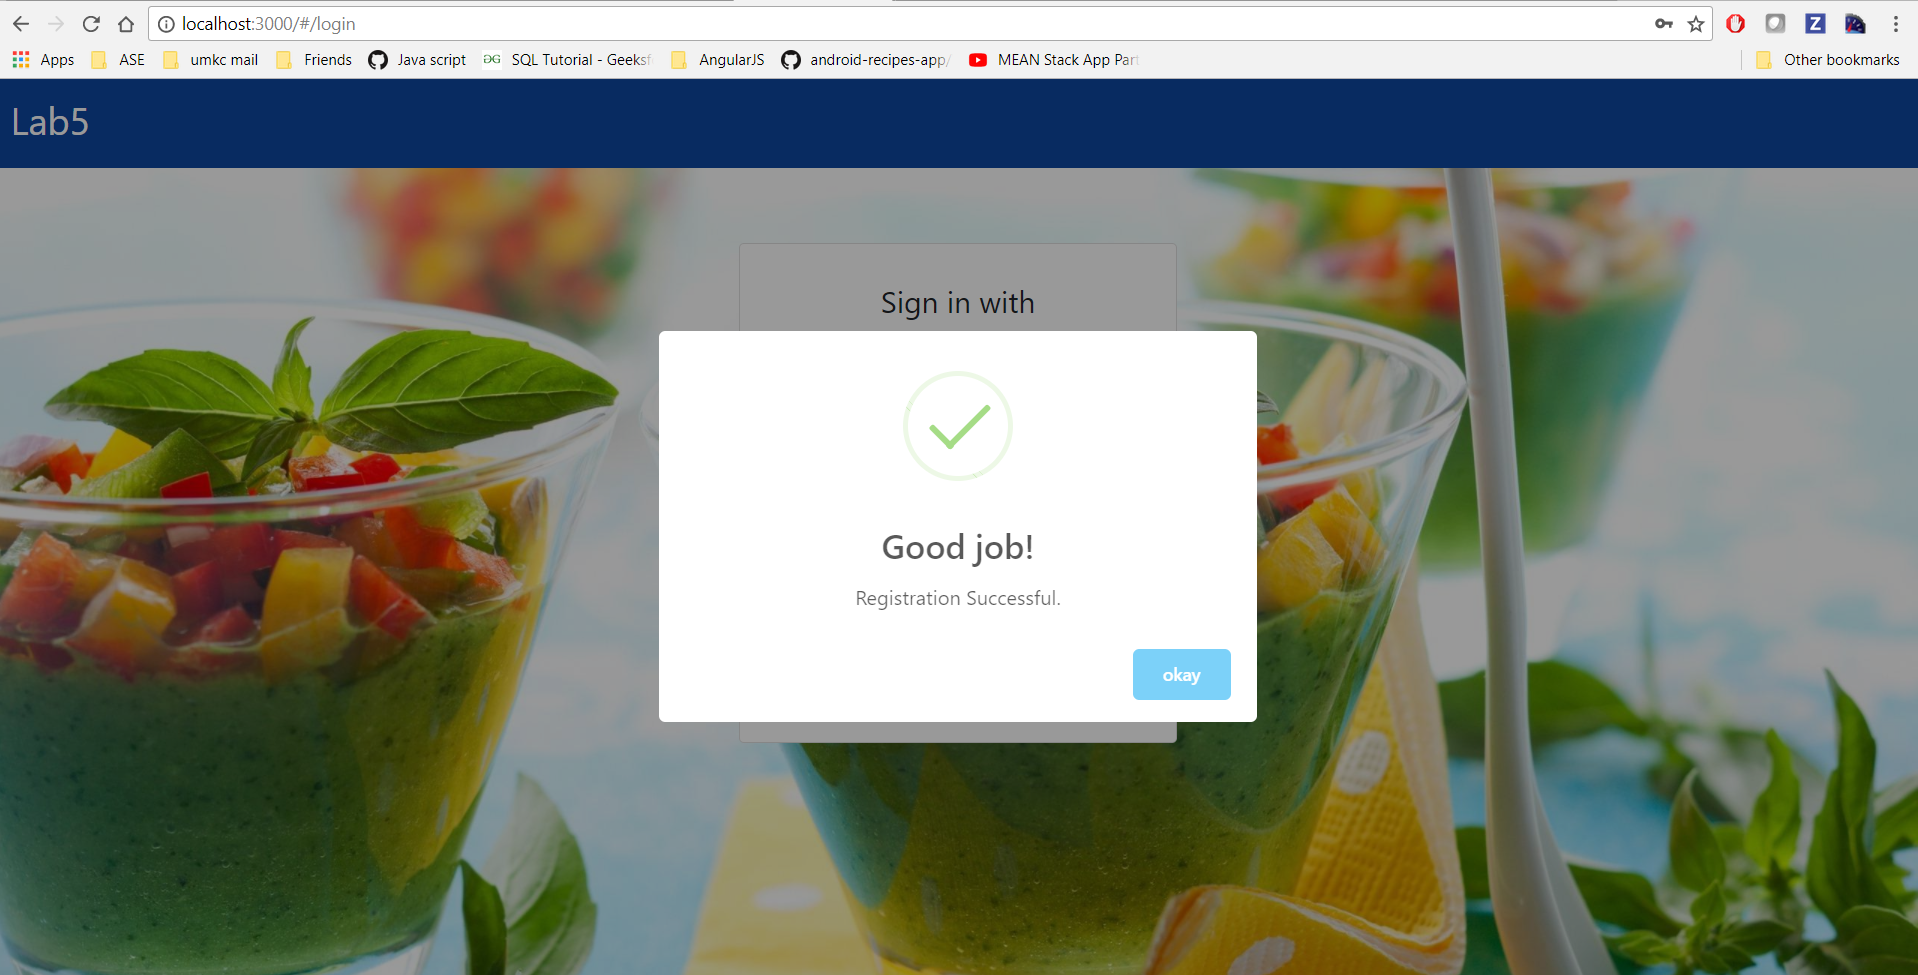 localhost:3000/#/login
Apps ASE umkc mail Friends Java script SQL Tutorial - Geeksf AngularJS android-recipes-app/ MEAN Stack App Part Other bookmarks
Lab5
Sign in with
Good job!
Registration Successful.
okay